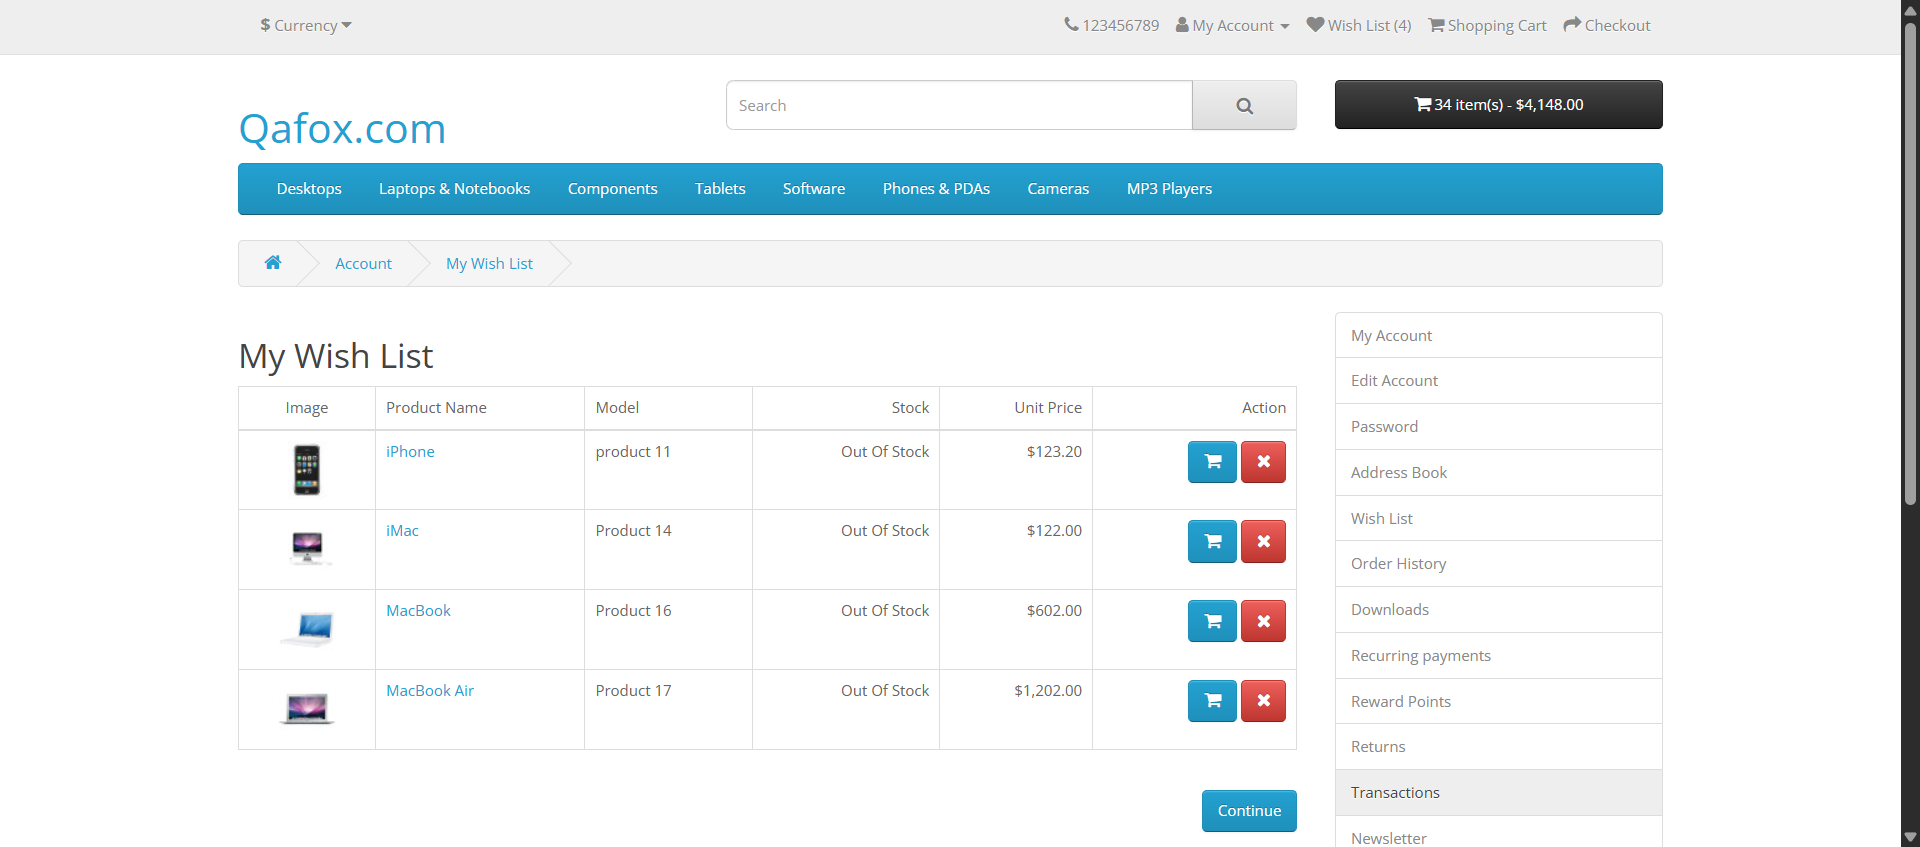 $ Currency
123456789 My Account Wish List (4) Shopping Cart Checkout
Qafox.com
Search
34 item(s) - $4,148.00
Desktops Laptops & Notebooks Components Tablets Software Phones & PDAs Cameras MP3 Players
Account My Wish List
My Wish List
Image Product Name Model Stock Unit Price Action
iPhone product 11 Out Of Stock $123.20
iMac Product 14 Out Of Stock $122.00
MacBook Product 16 Out Of Stock $602.00
MacBook Air Product 17 Out Of Stock $1,202.00
Continue
My Account
Edit Account
Password
Address Book
Wish List
Order History
Downloads
Recurring payments
Reward Points
Returns
Transactions
Newsletter